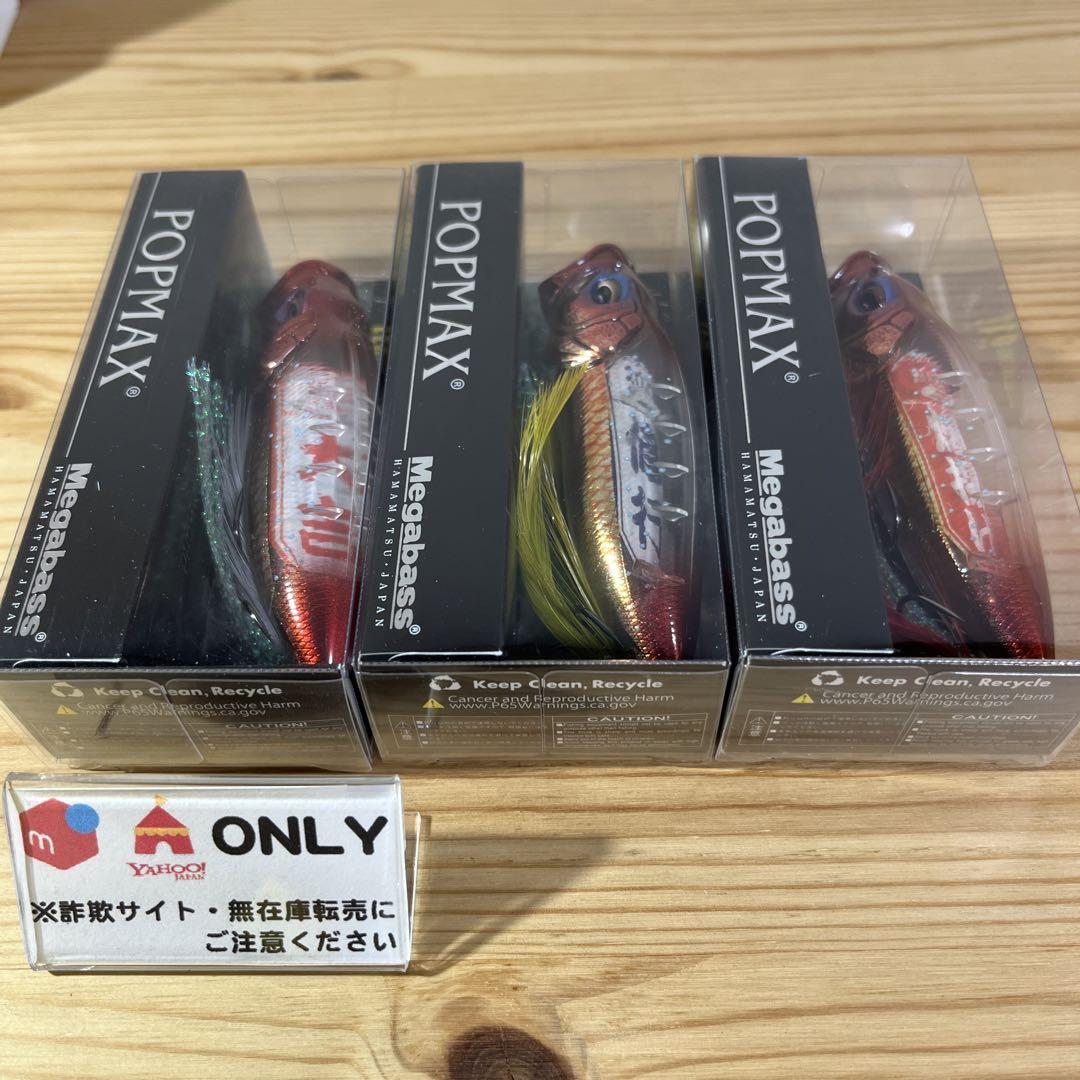 POPMAX®
Megabass®
HAMAMATSU·JAPAN
POPMAX®
Megabass®
HAMAMATSU·JAPAN
POPMAX®
Megabass®
HAMAMATSU·JAPAN
Keep Clean, Recycle
Cancer and Reproductive Harm
www.P65Warnings.ca.gov
Keep Clean, Recycle
Cancer and Reproductive Harm
www.P65Warnings.ca.gov
CAUTION!
Keep Clean, Recycle
Cancer and Reproductive Harm
www.P65Warnings.ca.gov
CAUTION!
m YAHOO! JAPAN ONLY
※詐欺サイト・無在庫転売に
ご注意ください